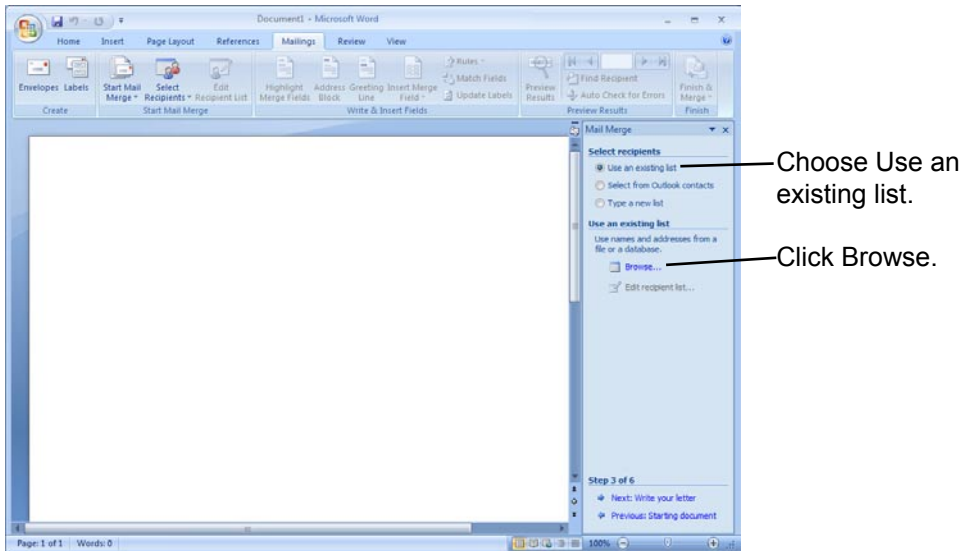 Document1 - Microsoft Word
Home Insert Page Layout References Mailings Review View
Envelopes Labels
Create
Start Mail Merge Select Recipients Edit Recipient List
Start Mail Merge
Highlight Merge Fields Address Block Greeting Line Insert Merge Field
Rules
Match Fields
Update Labels
Write & Insert Fields
Preview Results
Find Recipient
Auto Check for Errors
Preview Results
Finish & Merge
Finish
Mail Merge
Select recipients
Use an existing list
Select from Outlook contacts
Type a new list
Use an existing list
Use names and addresses from a
file or a database.
Browse...
Edit recipient list...
Step 3 of 6
Next: Write your letter
Previous: Starting document
Page: 1 of 1 Words: 0
100%
Choose Use an
existing list.
Click Browse.